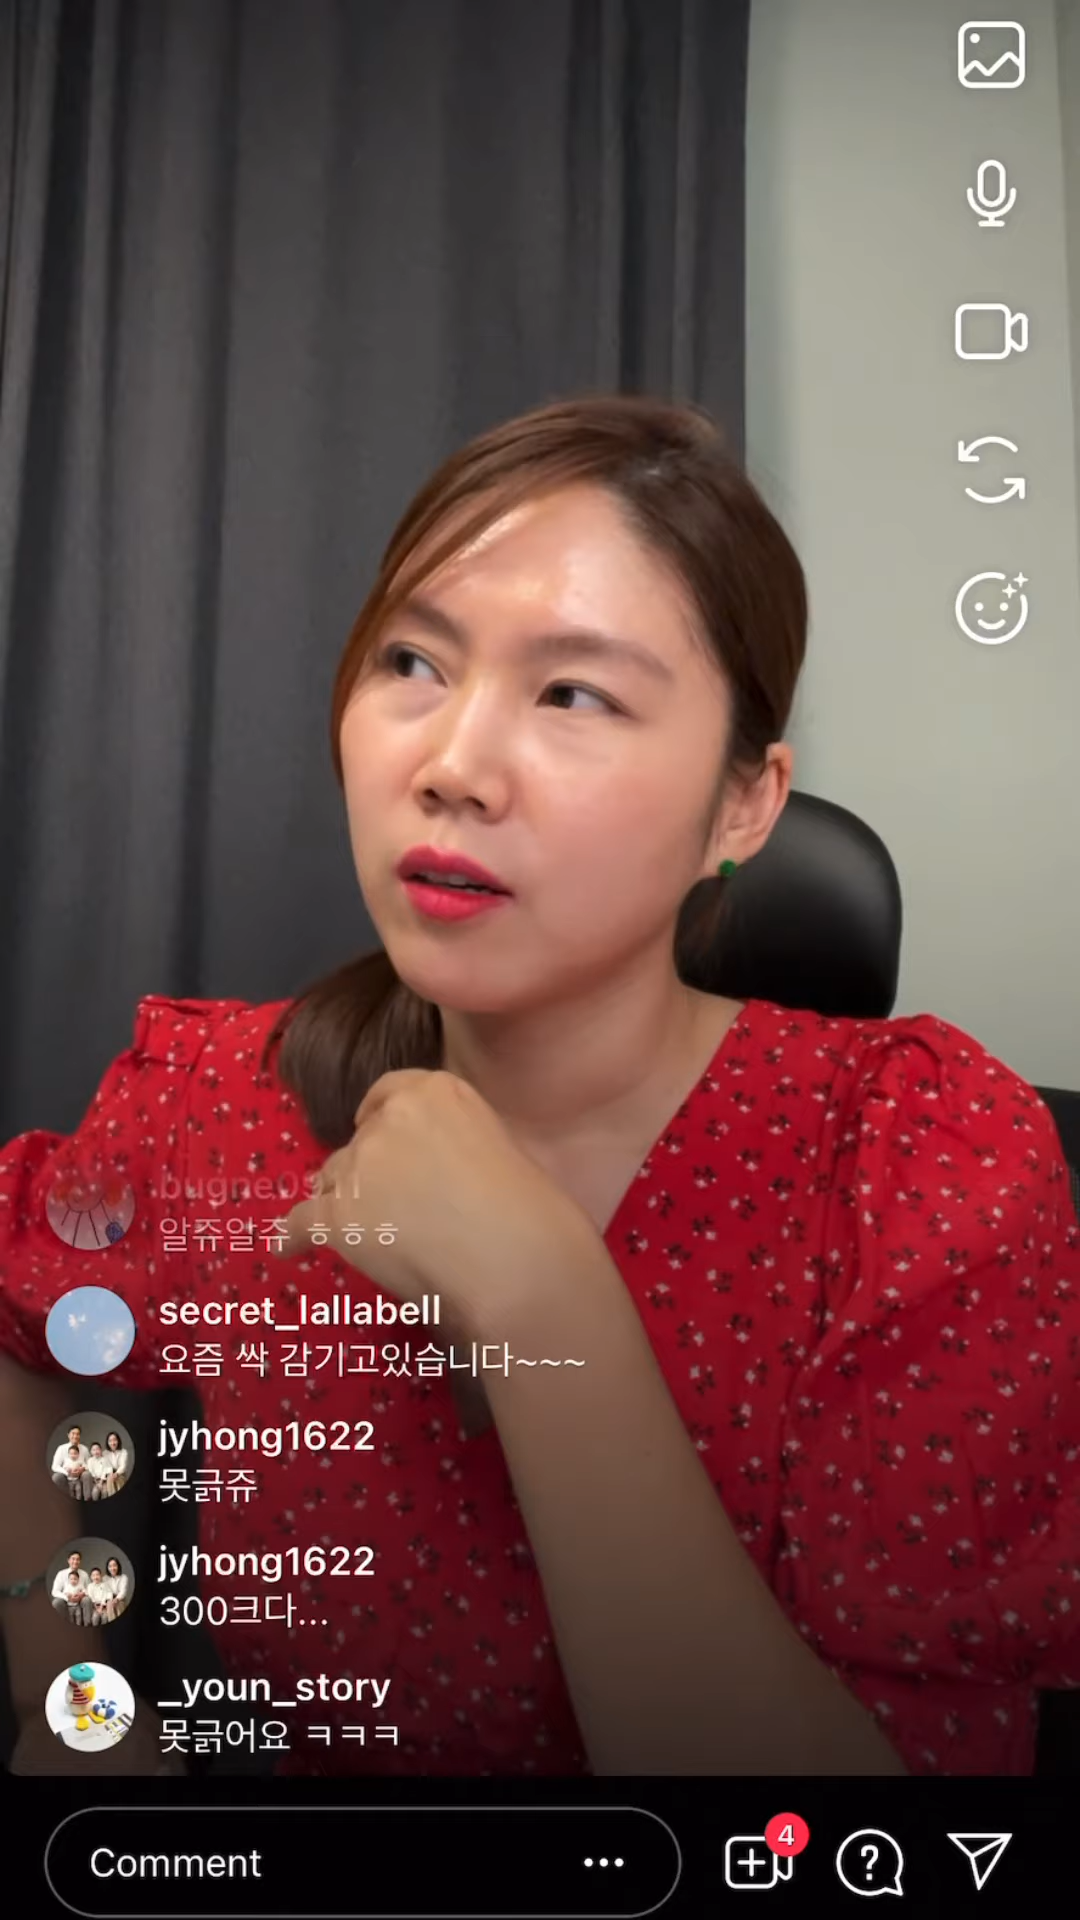 bugne0911
알쥬알쥬 ㅎㅎㅎ
secret_lallabell
요즘 싹 감기고있습니다~~~
jyhong1622
못긁쥬
jyhong1622
300크다...
_youn_story
못긁어요 ㅋㅋㅋ
Comment
4